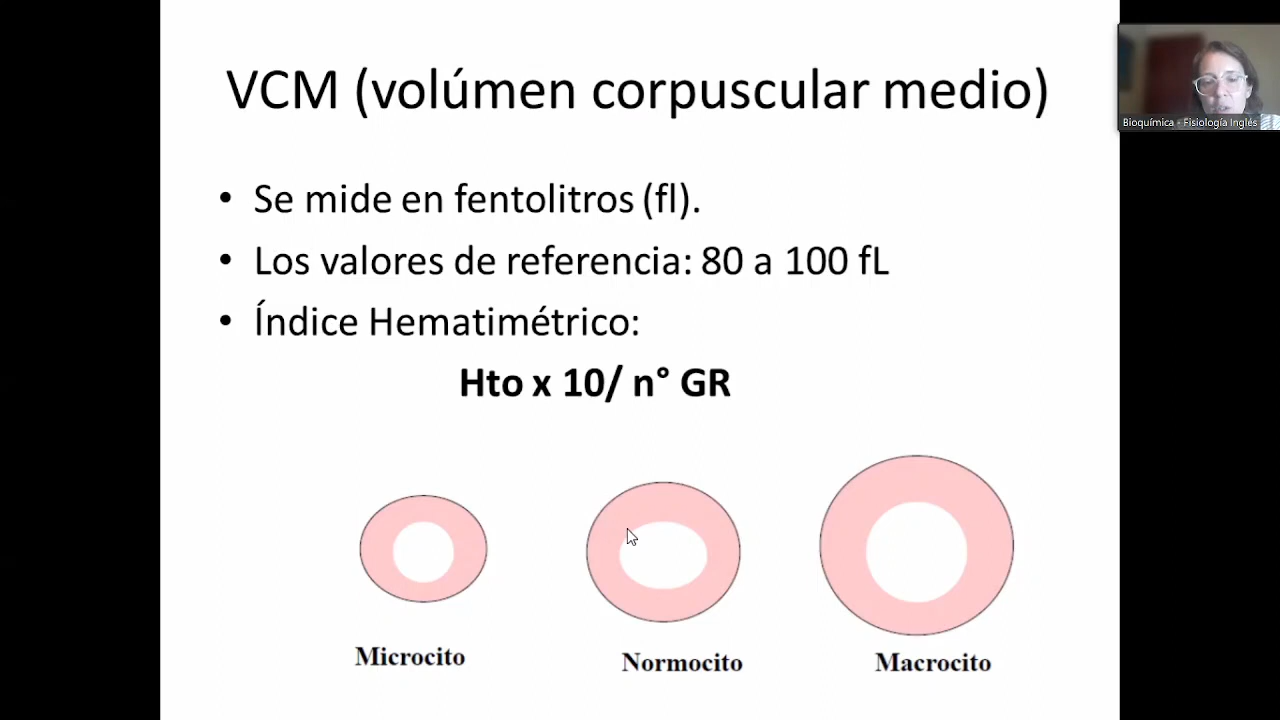 VCM (volúmen corpuscular medio)
• Se mide en fentolitros (fl).
• Los valores de referencia: 80 a 100 fL
• Índice Hematimétrico:
Hto x 10/ n° GR
Microcito
Normocito
Macrocito
Bioquímica - Fisiología Inglés